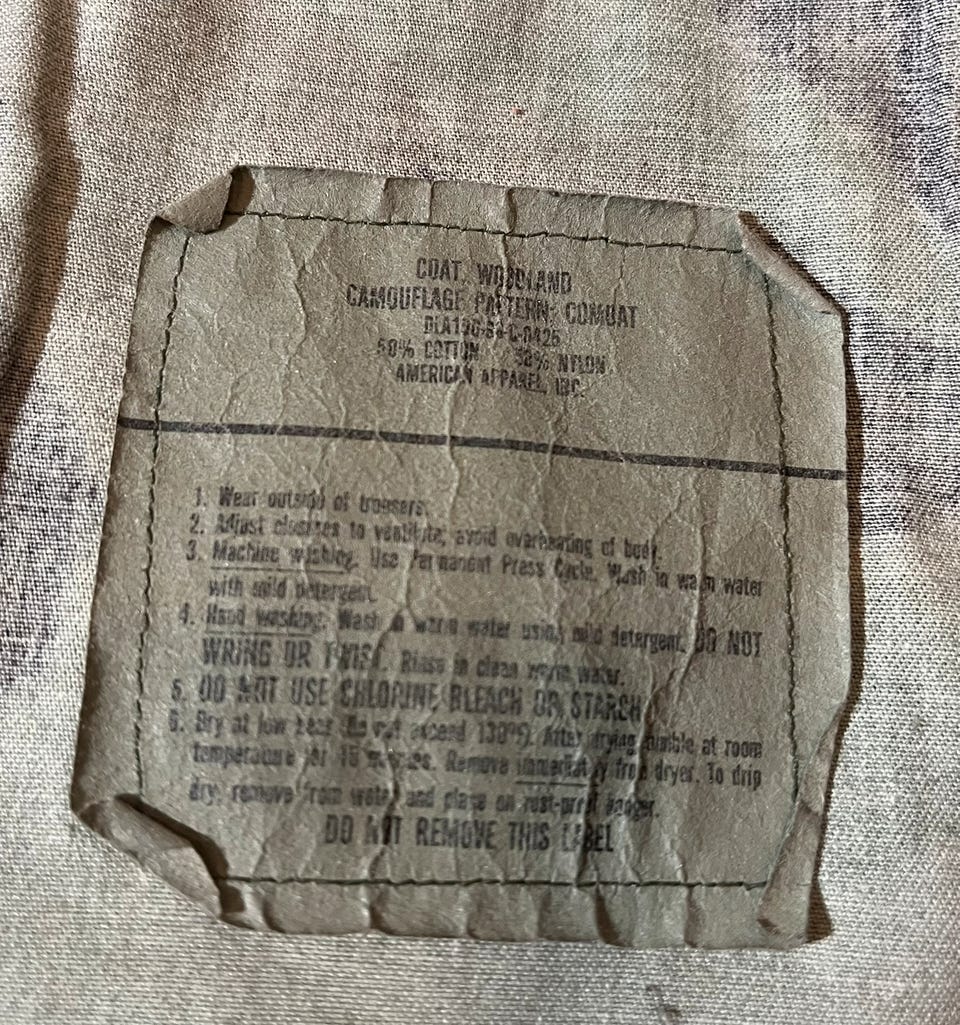 COAT, WOODLAND
CAMOUFLAGE PATTERN: COMBAT
DLA100-84-C-0426
50% COTTON 50% NYLON
AMERICAN APPAREL, INC.
1. Wear outside of trousers.
2. Adjust closures to ventilate, avoid overheating of body.
3. Machine washing. Use Permanent Press Cycle. Wash in warm water
with mild detergent.
4. Hand washing. Wash in warm water using mild detergent. DO NOT
WRING OR TWIST. Rinse in clean warm water.
5. DO NOT USE CHLORINE BLEACH OR STARCH
6. Dry at low heat (Do not exceed 130°F). After drying tumble at room
temperature for 15 minutes. Remove immediately from dryer. To drip
dry, remove from water and place on rust-proof hanger.
DO NOT REMOVE THIS LABEL